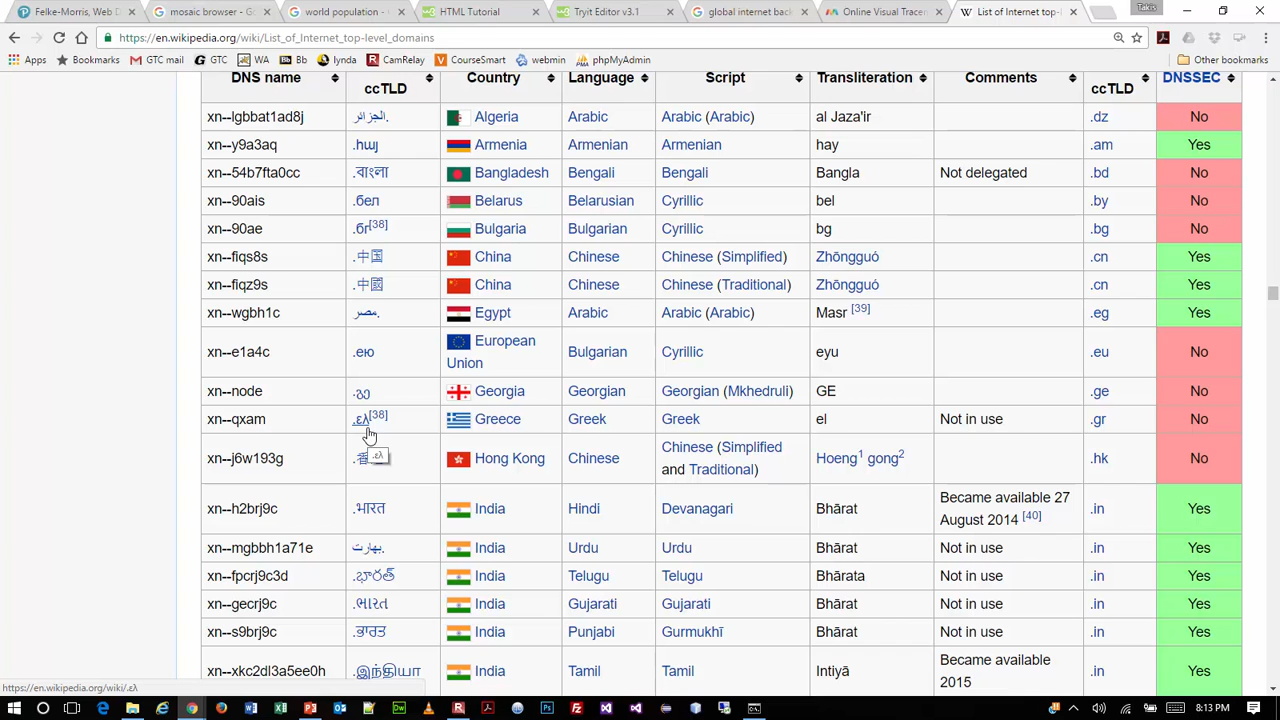 Felke-Morris, Web D
mosaic browser - G
world population -
HTML Tutorial
Tryit Editor v3.1
global internet back
Online Visual Tracer
List of Internet top-l
Takis
https://en.wikipedia.org/wiki/List_of_Internet_top-level_domains
Apps
Bookmarks
GTC mail
GTC
WA
Bb
lynda
CamRelay
CourseSmart
webmin
phpMyAdmin
Other bookmarks
DNS name ccTLD Country Language Script Transliteration Comments ccTLD DNSSEC
xn--lgbbat1ad8j الجزائر. Algeria Arabic Arabic (Arabic) al Jaza'ir .dz No
xn--y9a3aq .հայ Armenia Armenian Armenian hay .am Yes
xn--54b7fta0cc .বাংলা Bangladesh Bengali Bengali Bangla Not delegated .bd No
xn--90ais .бел Belarus Belarusian Cyrillic bel .by No
xn--90ae .бг[38] Bulgaria Bulgarian Cyrillic bg .bg No
xn--fiqs8s .中国 China Chinese Chinese (Simplified) Zhōngguó .cn Yes
xn--fiqz9s .中國 China Chinese Chinese (Traditional) Zhōngguó .cn Yes
xn--wgbh1c مصر. Egypt Arabic Arabic (Arabic) Masr [39] .eg Yes
xn--e1a4c .ею European Union Bulgarian Cyrillic eyu .eu No
xn--node .გე Georgia Georgian Georgian (Mkhedruli) GE .ge No
xn--qxam .ελ[38] Greece Greek Greek el Not in use .gr No
.ελ
xn--j6w193g Hong Kong Chinese Chinese (Simplified and Traditional) Hoeng1 gong2 .hk No
xn--h2brj9c .भारत India Hindi Devanagari Bhārat Became available 27 August 2014 [40] .in Yes
xn--mgbbh1a71e بھارت. India Urdu Urdu Bhārat Not in use .in Yes
xn--fpcrj9c3d .భారత్ India Telugu Telugu Bhārata Not in use .in Yes
xn--gecrj9c .ભારત India Gujarati Gujarati Bhārat Not in use .in Yes
xn--s9brj9c .ਭਾਰਤ India Punjabi Gurmukhī Bhārat Not in use .in Yes
xn--xkc2dl3a5ee0h .இந்தியா India Tamil Tamil Intiyā Became available 2015 .in Yes
https://en.wikipedia.org/wiki/.ελ
8:13 PM